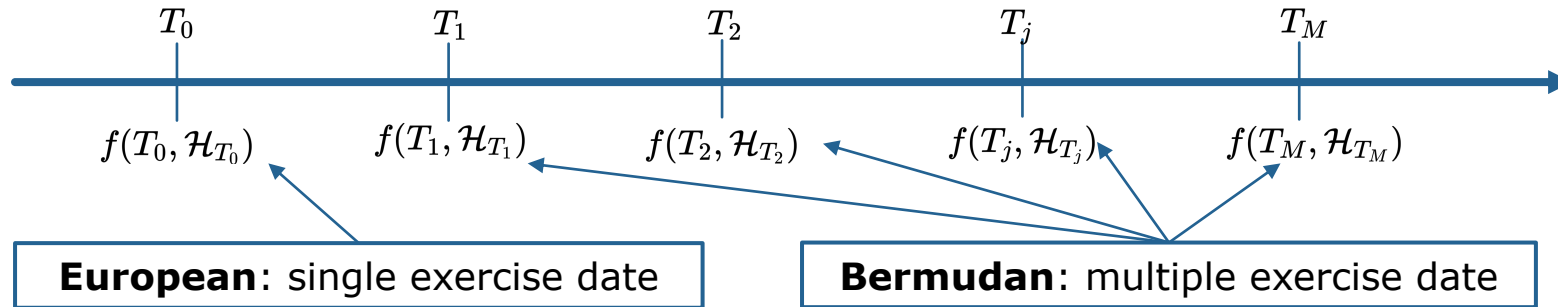 T_0 T_1 T_2 T_j T_M
f(T_0, ℋ_{T_0}) f(T_1, ℋ_{T_1}) f(T_2, ℋ_{T_2}) f(T_j, ℋ_{T_j}) f(T_M, ℋ_{T_M})
European: single exercise date
Bermudan: multiple exercise date